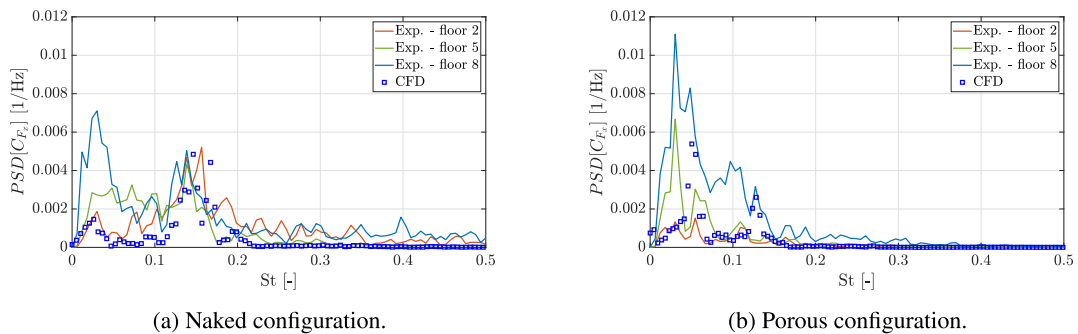 0.012
0.01
0.008
0.006
0.004
0.002
0
0 0.1 0.2 0.3 0.4 0.5
PSD[C_{F_x}] [1/Hz]
St [-]
Exp. - floor 2
Exp. - floor 5
Exp. - floor 8
CFD
(a) Naked configuration.
0.012
0.01
0.008
0.006
0.004
0.002
0
0 0.1 0.2 0.3 0.4 0.5
PSD[C_{F_x}] [1/Hz]
St [-]
Exp. - floor 2
Exp. - floor 5
Exp. - floor 8
CFD
(b) Porous configuration.